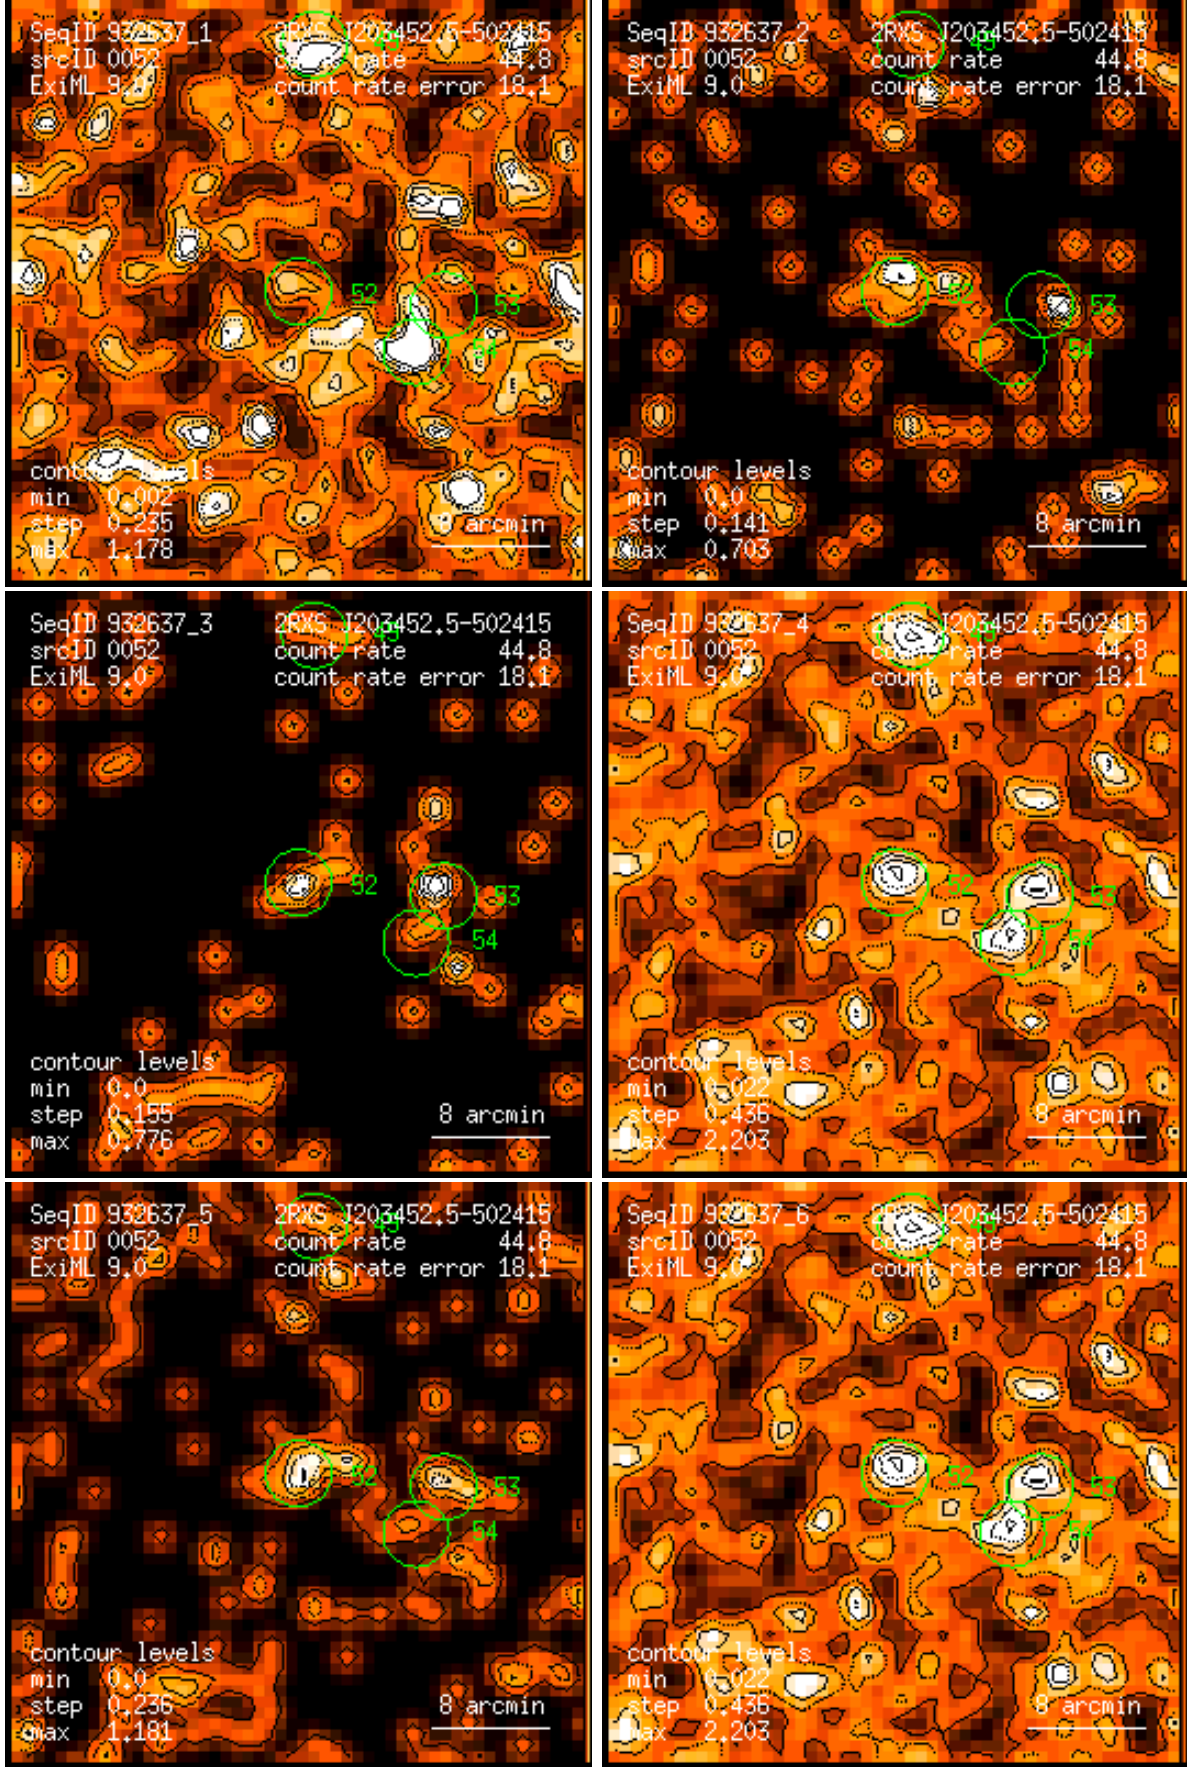 SeqID 932637_1 2RXS J203452.5-502415
srcID 0052 count rate 44.8
ExiML 9.0 count rate error 18.1
49
52
53
54
contour levels
min 0.002
step 0.235
max 1.178
8 arcmin
SeqID 932637_2 2RXS J203452.5-502415
srcID 0052 count rate 44.8
ExiML 9.0 count rate error 18.1
49
52
53
54
contour levels
min 0.0
step 0.141
max 0.703
8 arcmin
SeqID 932637_3 2RXS J203452.5-502415
srcID 0052 count rate 44.8
ExiML 9.0 count rate error 18.1
49
52
53
54
contour levels
min 0.0
step 0.155
max 0.776
8 arcmin
SeqID 932637_4 2RXS J203452.5-502415
srcID 0052 count rate 44.8
ExiML 9.0 count rate error 18.1
49
52
53
54
contour levels
min 0.022
step 0.436
max 2.203
8 arcmin
SeqID 932637_5 2RXS J203452.5-502415
srcID 0052 count rate 44.8
ExiML 9.0 count rate error 18.1
49
52
53
54
contour levels
min 0.0
step 0.236
max 1.181
8 arcmin
SeqID 932637_6 2RXS J203452.5-502415
srcID 0052 count rate 44.8
ExiML 9.0 count rate error 18.1
49
52
53
54
contour levels
min 0.022
step 0.436
max 2.203
8 arcmin